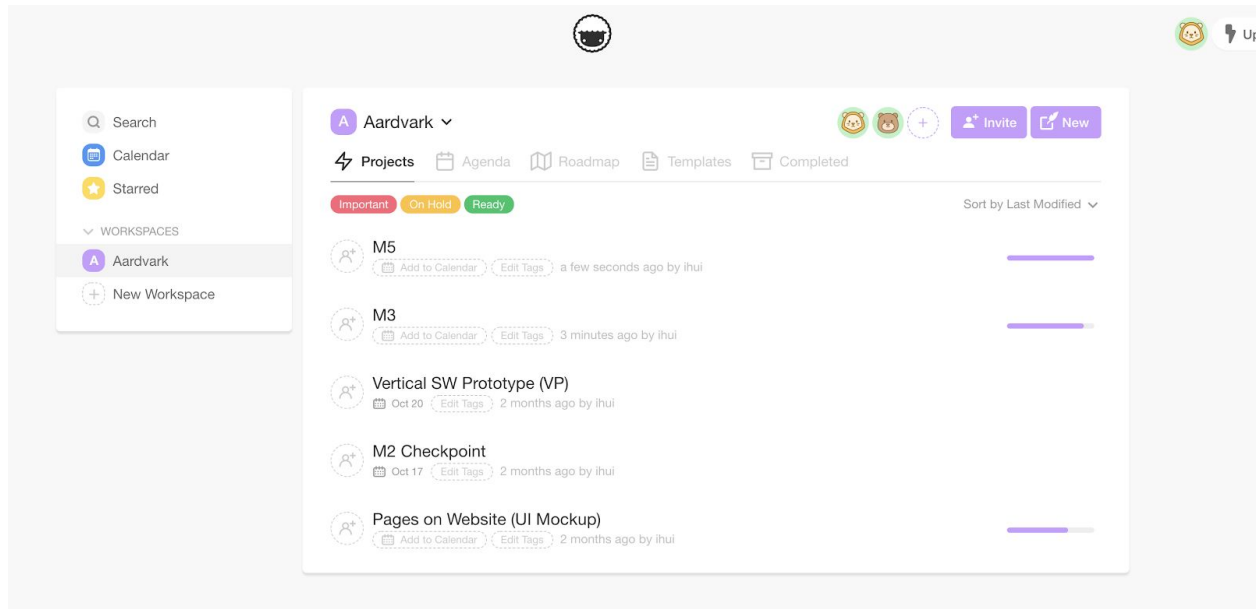 Up
Search
Calendar
Starred
WORKSPACES
A Aardvark
New Workspace
A Aardvark
Invite
New
Projects Agenda Roadmap Templates Completed
Important On Hold Ready
Sort by Last Modified
M5
Add to Calendar Edit Tags a few seconds ago by ihui
M3
Add to Calendar Edit Tags 3 minutes ago by ihui
Vertical SW Prototype (VP)
Oct 20 Edit Tags 2 months ago by ihui
M2 Checkpoint
Oct 17 Edit Tags 2 months ago by ihui
Pages on Website (UI Mockup)
Add to Calendar Edit Tags 2 months ago by ihui